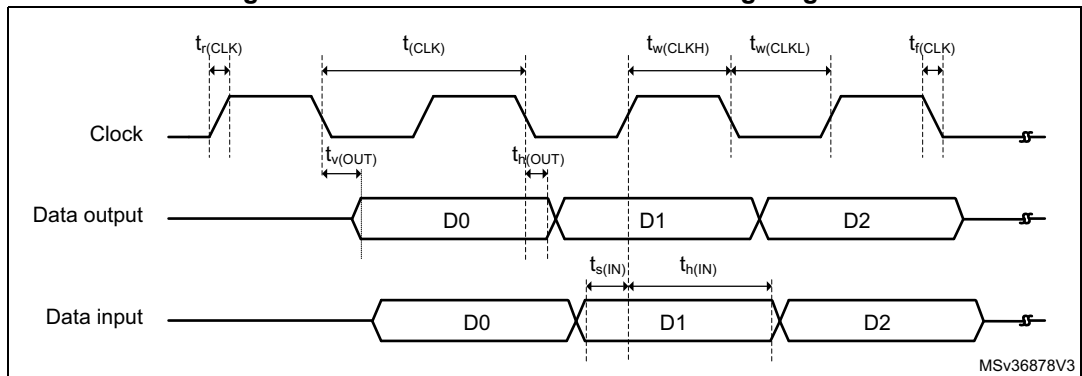 tr(CLK) t(CLK) tw(CLKH) tw(CLKL) tf(CLK)
Clock
tv(OUT) th(OUT)
Data output D0 D1 D2
ts(IN) th(IN)
Data input D0 D1 D2
MSv36878V3